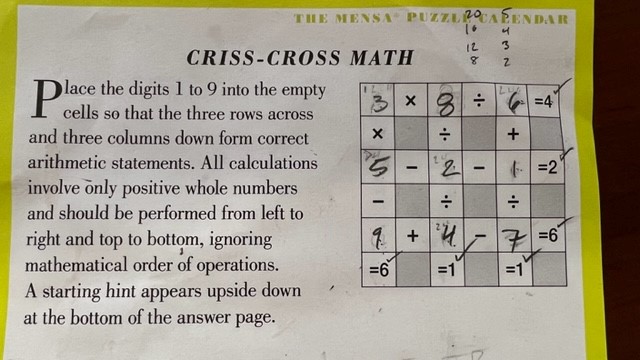 THE MENSA® PUZZLE CALENDAR
20 5
16 4
12 3
8 2
CRISS-CROSS MATH
Place the digits 1 to 9 into the empty
cells so that the three rows across
and three columns down form correct
arithmetic statements. All calculations
involve only positive whole numbers
and should be performed from left to
right and top to bottom, ignoring
mathematical order of operations.
A starting hint appears upside down
at the bottom of the answer page.
3 × 8 ÷ 6 =4
× ÷ +
5 − 2 − 1 =2
− ÷ ÷
9 + 4 − 7 =6
=6 =1 =1